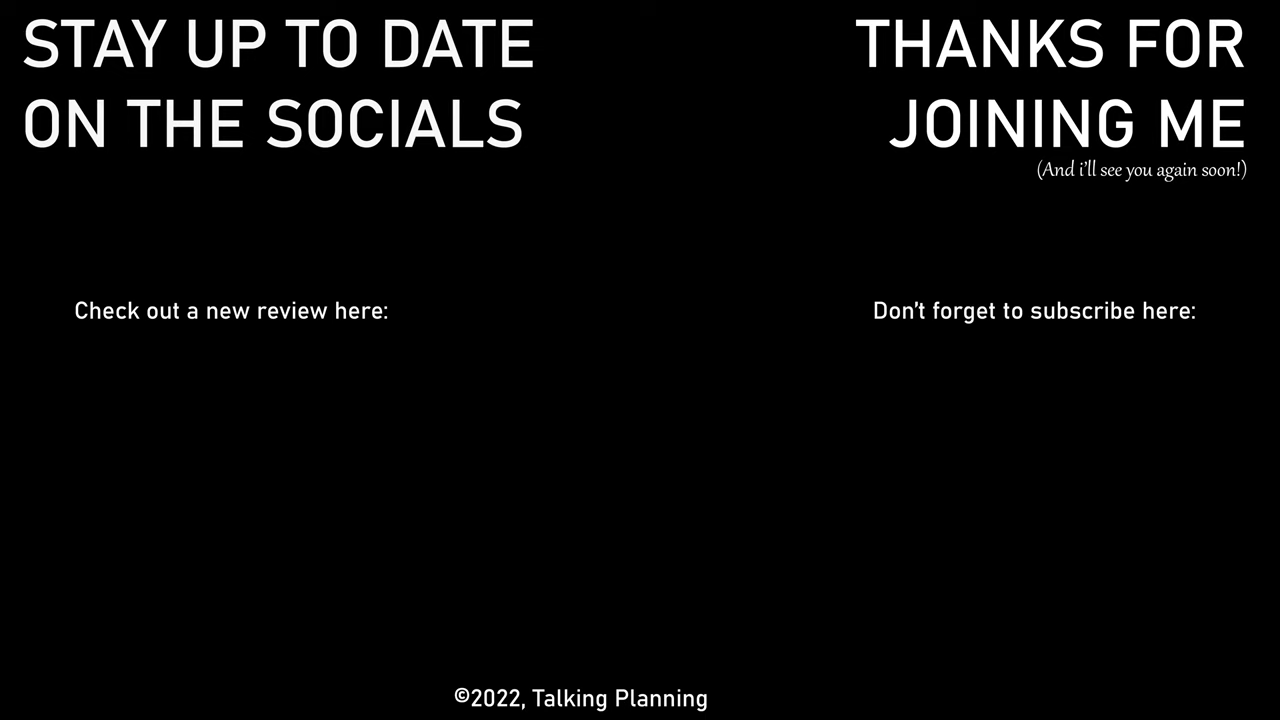 STAY UP TO DATE
ON THE SOCIALS
THANKS FOR
JOINING ME
(And i'll see you again soon!)
Check out a new review here:
Don't forget to subscribe here:
©2022, Talking Planning